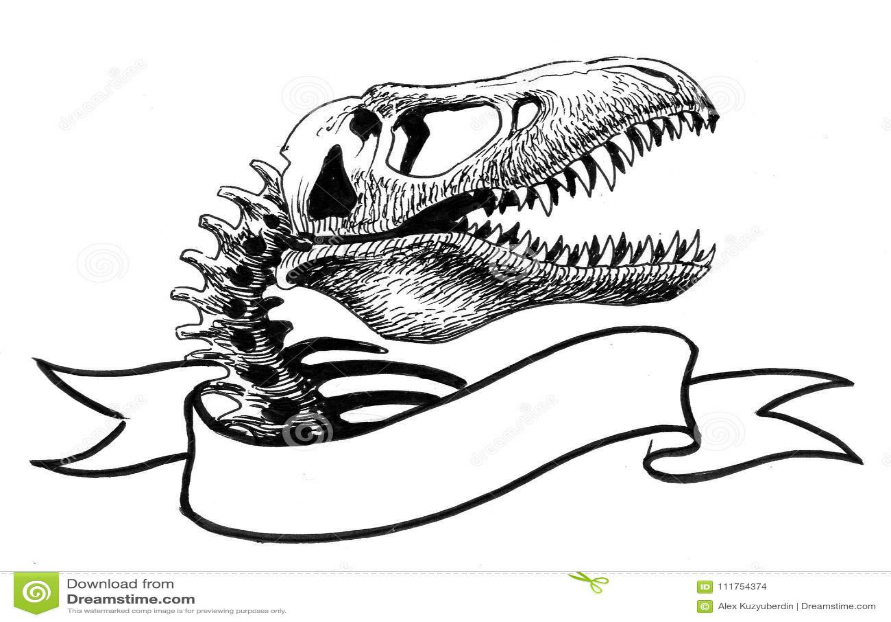 Download from
Dreamstime.com
This watermarked comp image is for previewing purposes only.
ID 111754374
© Alex Kuzyuberdin | Dreamstime.com